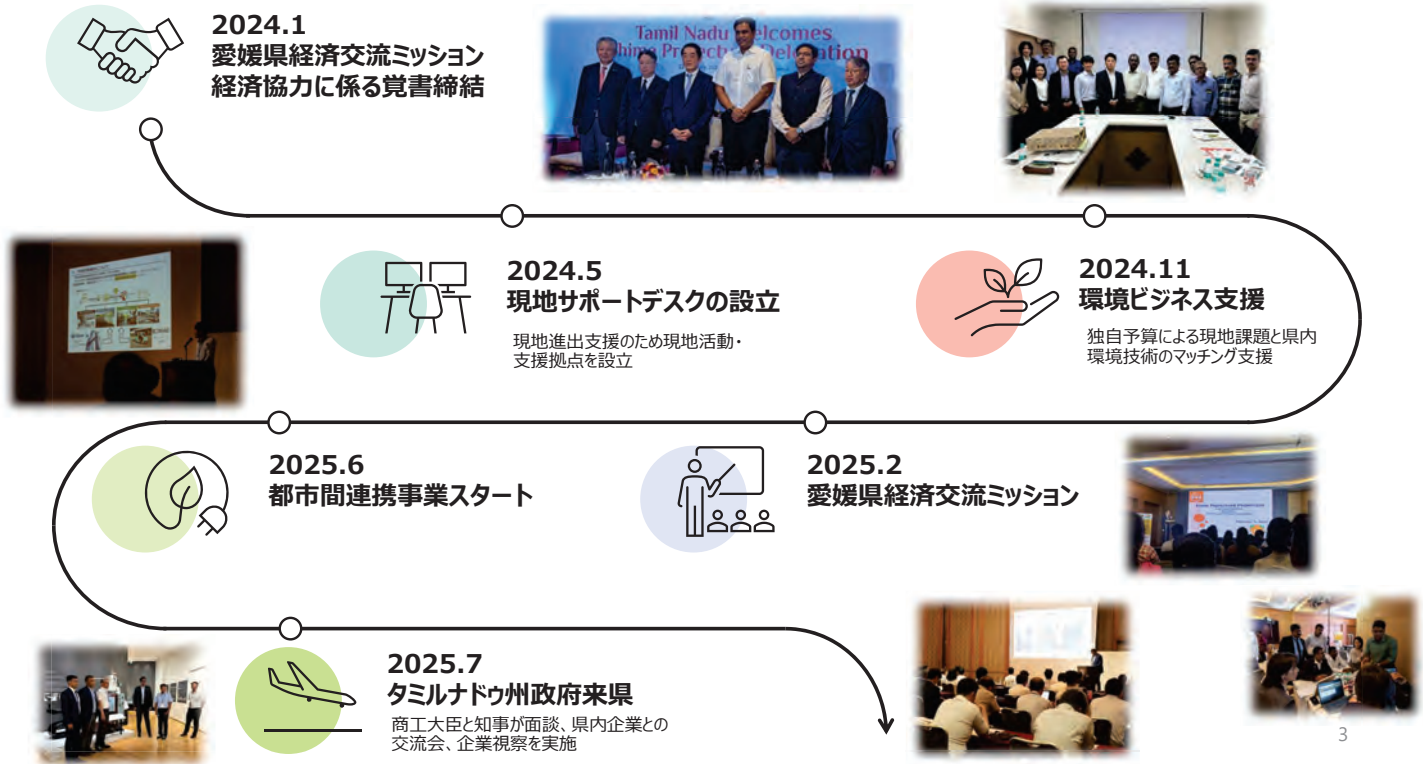 2024.1
愛媛県経済交流ミッション
経済協力に係る覚書締結
Tamil Nadu Welcomes
2024.5
現地サポートデスクの設立
現地進出支援のため現地活動・
支援拠点を設立
2024.11
環境ビジネス支援
独自予算による現地課題と県内
環境技術のマッチング支援
2025.6
都市間連携事業スタート
2025.2
愛媛県経済交流ミッション
2025.7
タミルナドゥ州政府来県
商工大臣と知事が面談、県内企業との
交流会、企業視察を実施
3